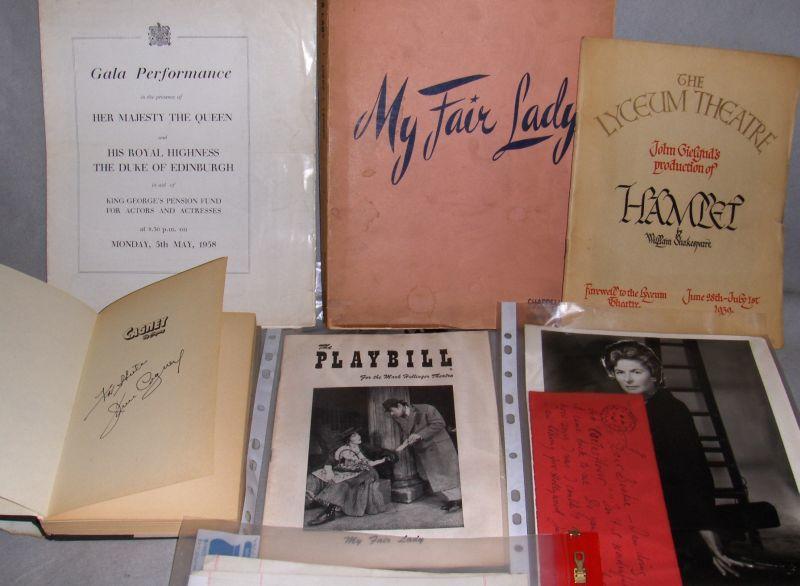 Gala Performance
in the presence of
HER MAJESTY THE QUEEN
and
HIS ROYAL HIGHNESS
THE DUKE OF EDINBURGH
in aid of
KING GEORGE'S PENSION FUND
FOR ACTORS AND ACTRESSES
at 8.30 p.m. on
MONDAY, 5th MAY, 1958
My Fair Lady
THE
LYCEUM THEATRE
John Gielgud's
production of
HAMLET
by
William Shakespeare
Farewell to the Lyceum
Theatre.
June 28th-July 1st
1939.
CAGNEY
CHAPPELL
The
PLAYBILL
For the Mark Hellinger Theatre
My Fair Lady